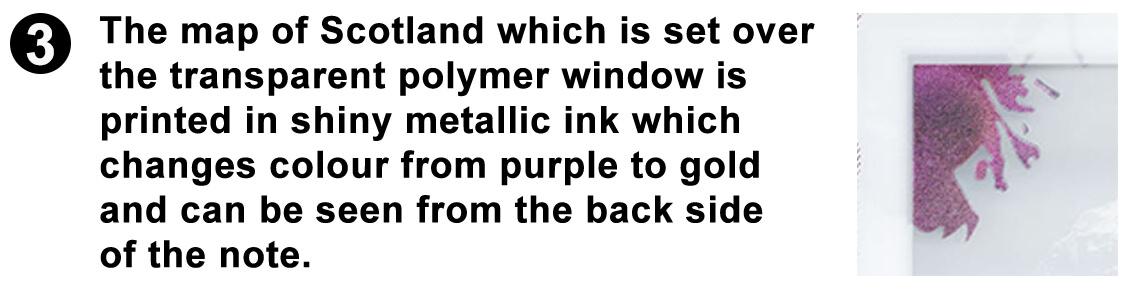 3 The map of Scotland which is set over
the transparent polymer window is
printed in shiny metallic ink which
changes colour from purple to gold
and can be seen from the back side
of the note.